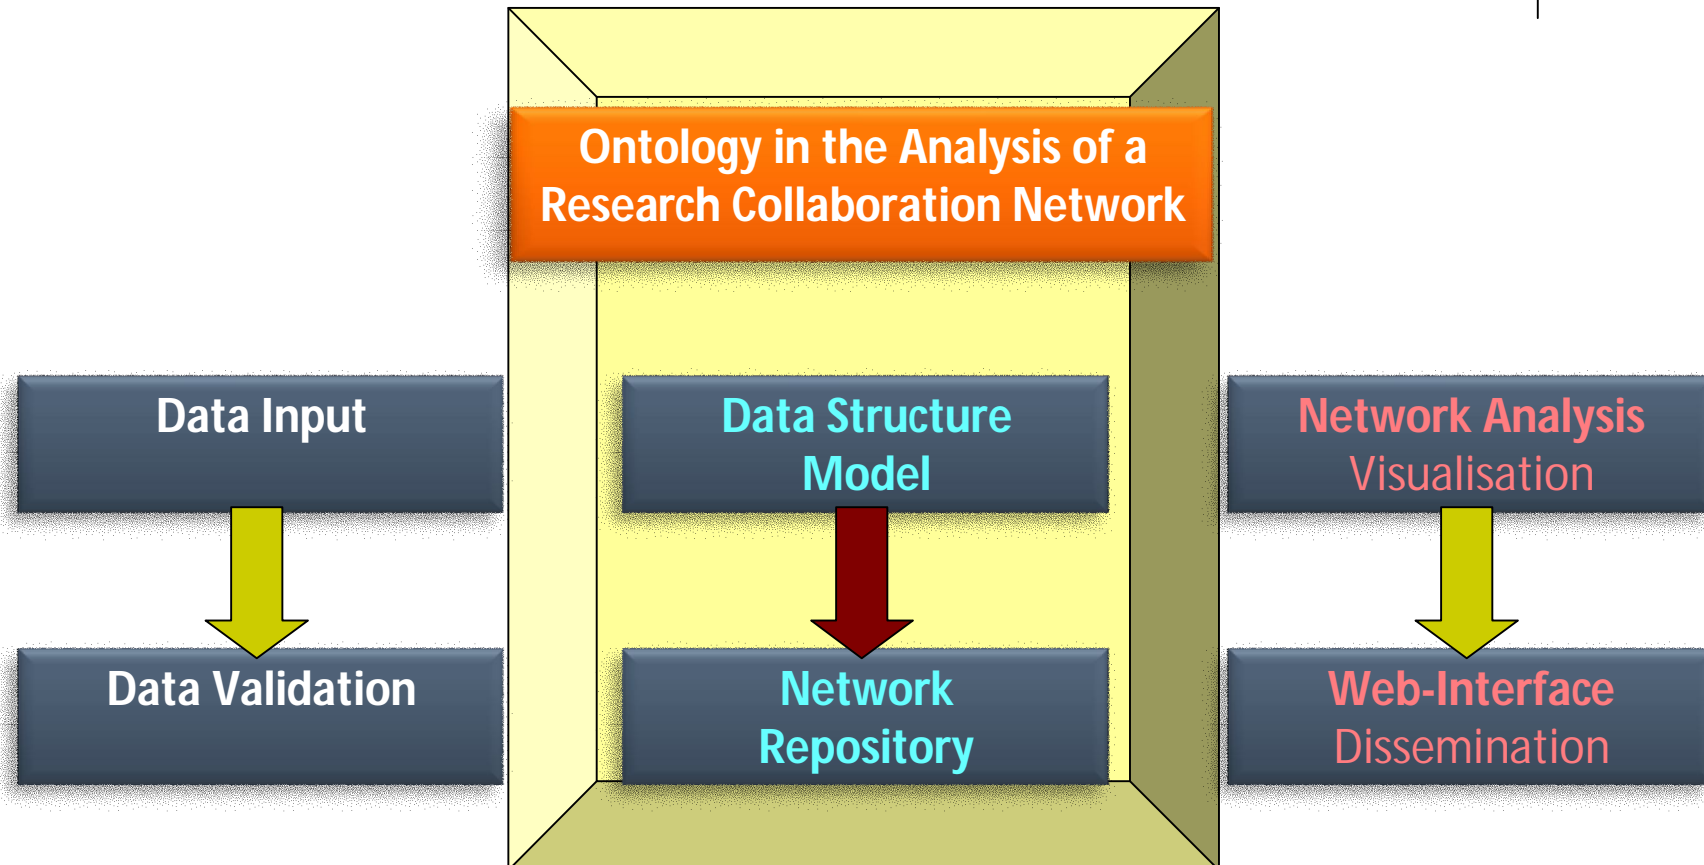 Ontology in the Analysis of a
Research Collaboration Network
Data Input
Data Structure
Model
Network Analysis
Visualisation
Data Validation
Network
Repository
Web-Interface
Dissemination